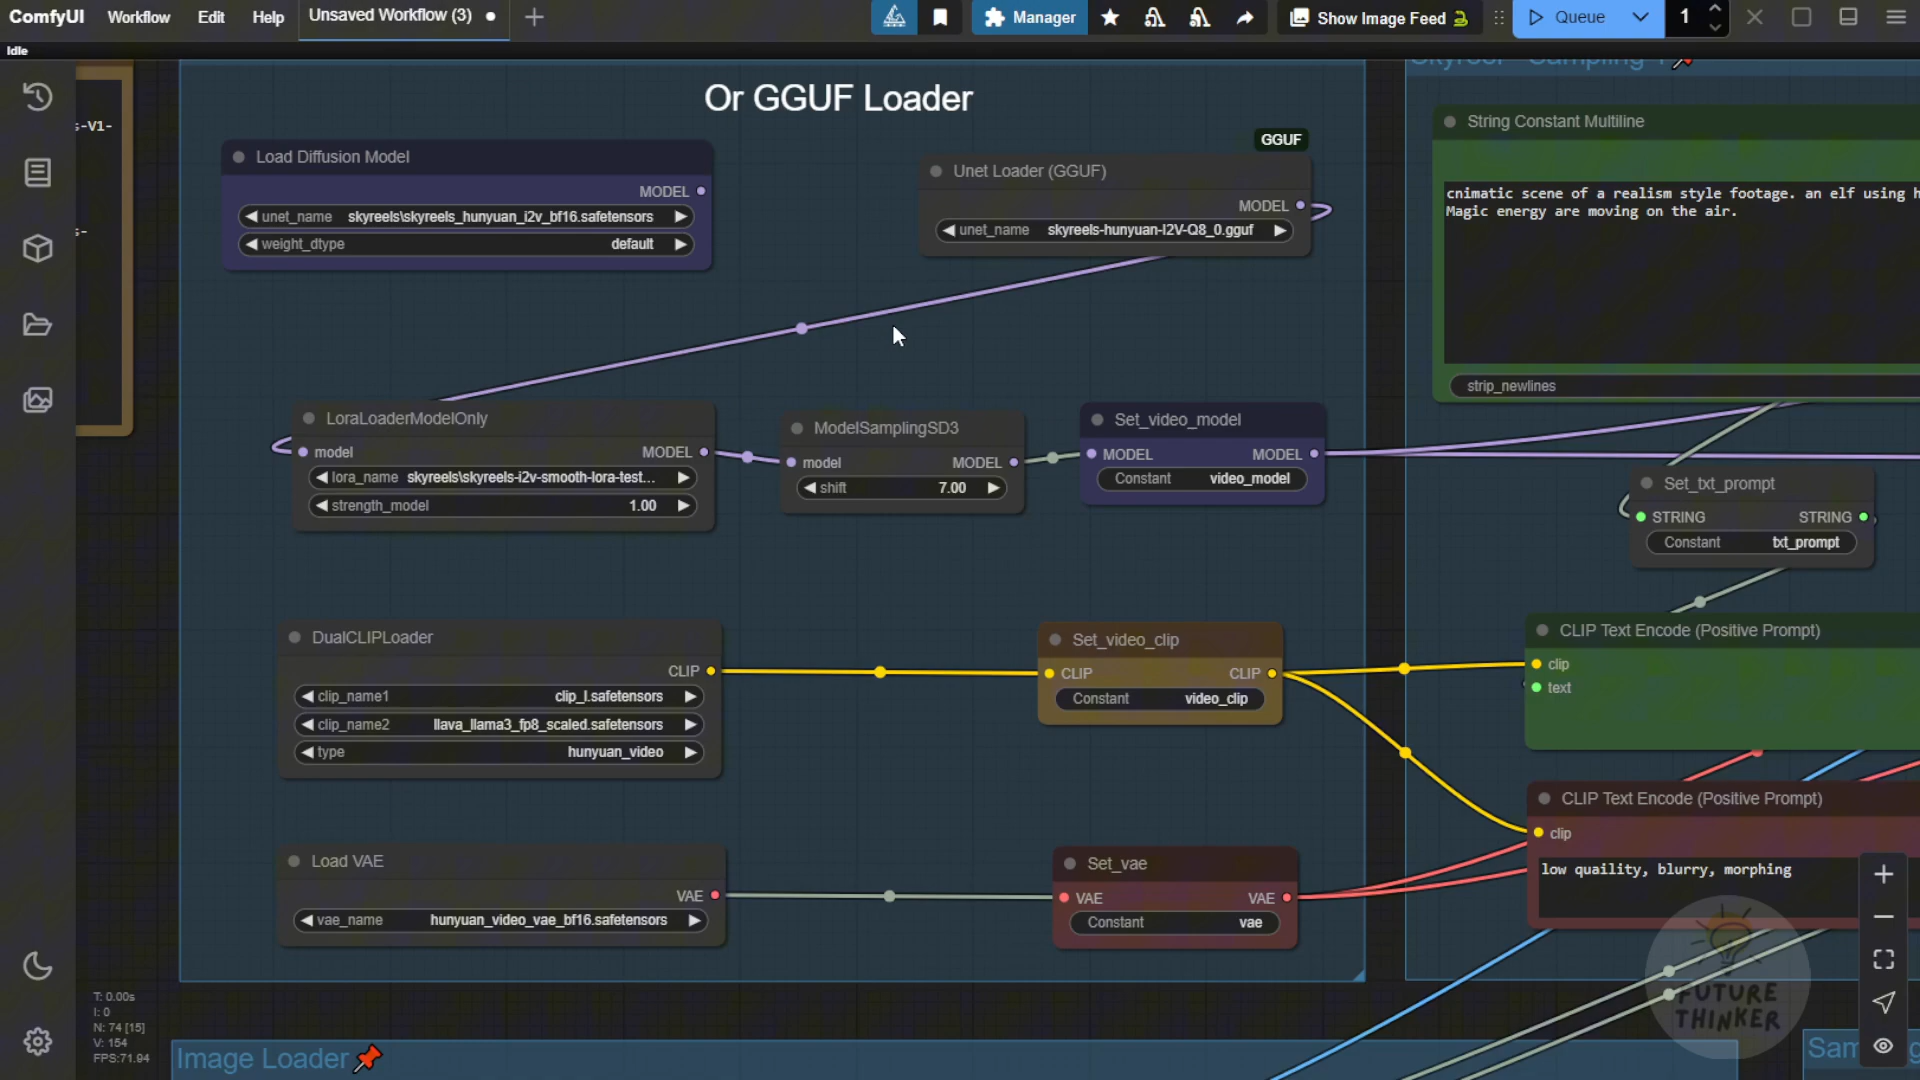 ComfyUI
Workflow
Edit
Help
Unsaved Workflow (3)
Manager
Show Image Feed
Queue
1
Idle
s-V1-
s-
Or GGUF Loader
Load Diffusion Model
MODEL
unet_name skyreels\skyreels_hunyuan_i2v_bf16.safetensors
weight_dtype default
GGUF
Unet Loader (GGUF)
MODEL
unet_name skyreels-hunyuan-I2V-Q8_0.gguf
LoraLoaderModelOnly
model MODEL
lora_name skyreels\skyreels-i2v-smooth-lora-test...
strength_model 1.00
ModelSamplingSD3
model MODEL
shift 7.00
Set_video_model
MODEL MODEL
Constant video_model
DualCLIPLoader
CLIP
clip_name1 clip_l.safetensors
clip_name2 llava_llama3_fp8_scaled.safetensors
type hunyuan_video
Set_video_clip
CLIP CLIP
Constant video_clip
Load VAE
VAE
vae_name hunyuan_video_vae_bf16.safetensors
Set_vae
VAE VAE
Constant vae
String Constant Multiline
cnimatic scene of a realism style footage. an elf using h
Magic energy are moving on the air.
strip_newlines
Set_txt_prompt
STRING STRING
Constant txt_prompt
CLIP Text Encode (Positive Prompt)
clip
text
CLIP Text Encode (Positive Prompt)
clip
low quaility, blurry, morphing
FUTURE
THINKER
T: 0.00s
I: 0
N: 74 [15]
V: 154
FPS:71.94
Image Loader